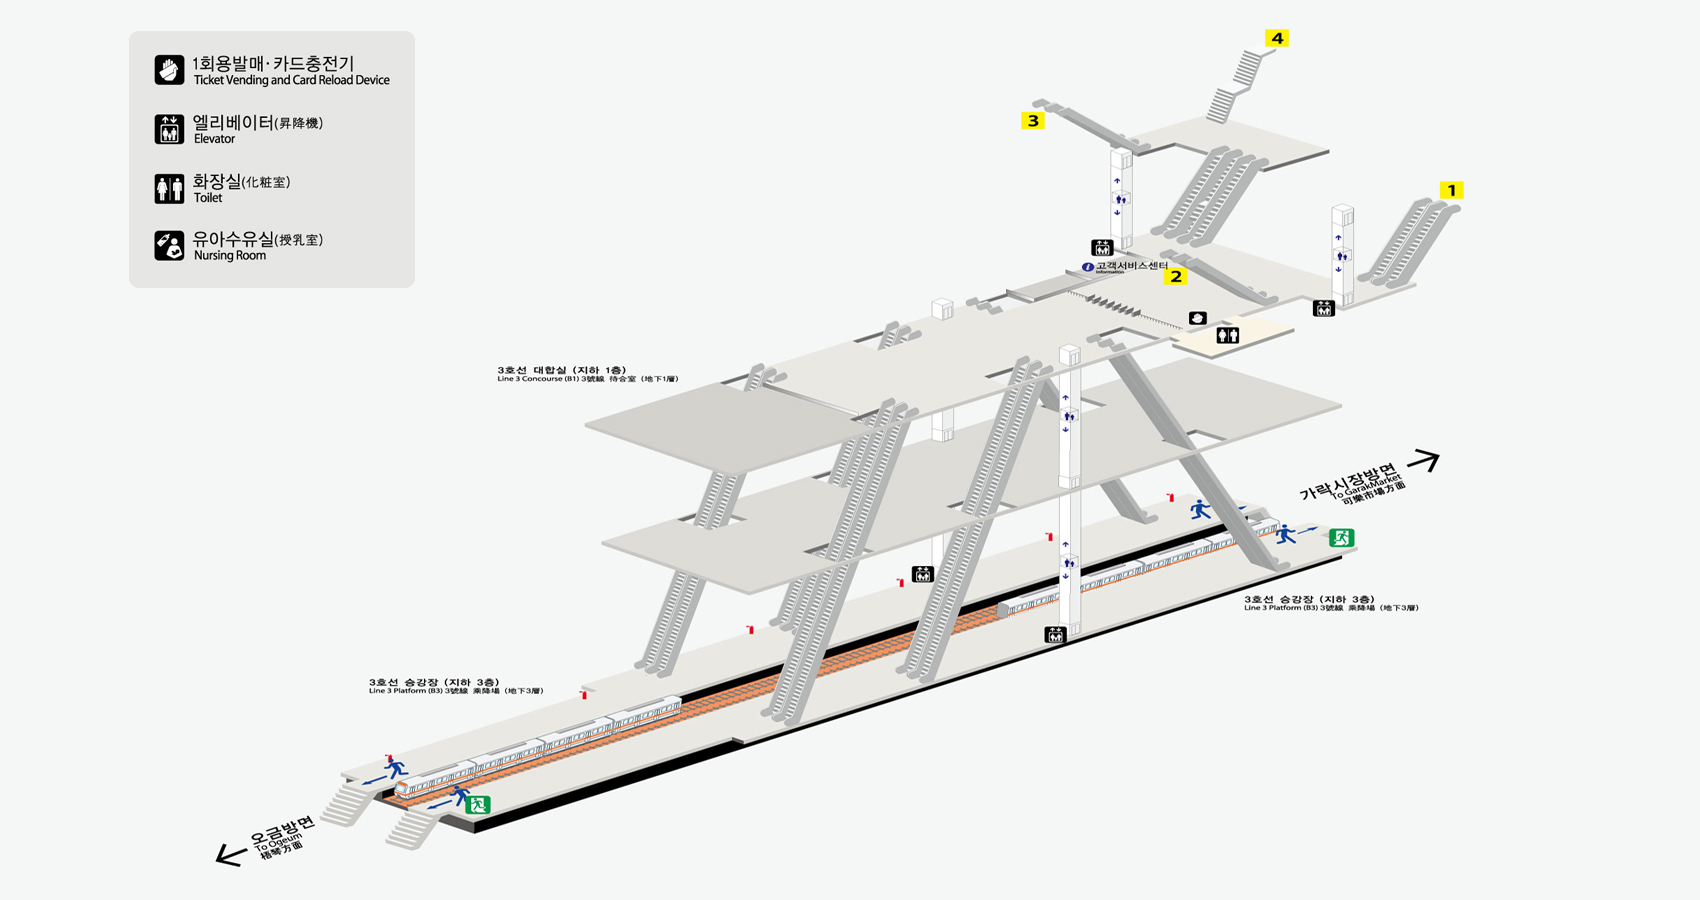 1회용발매·카드충전기
Ticket Vending and Card Reload Device
엘리베이터(昇降機)
Elevator
화장실(化粧室)
Toilet
유아수유실(授乳室)
Nursing Room
4
3
1
고객서비스센터
Information
2
3호선 대합실 (지하 1층)
Line 3 Concourse (B1) 3號線 待合室 (地下1層)
가락시장방면
To GarakMarket
可樂市場方面
3호선 승강장 (지하 3층)
Line 3 Platform (B3) 3號線 乘降場 (地下3層)
3호선 승강장 (지하 3층)
Line 3 Platform (B3) 3號線 乘降場 (地下3層)
오금방면
To Ogeum
梧琴方面